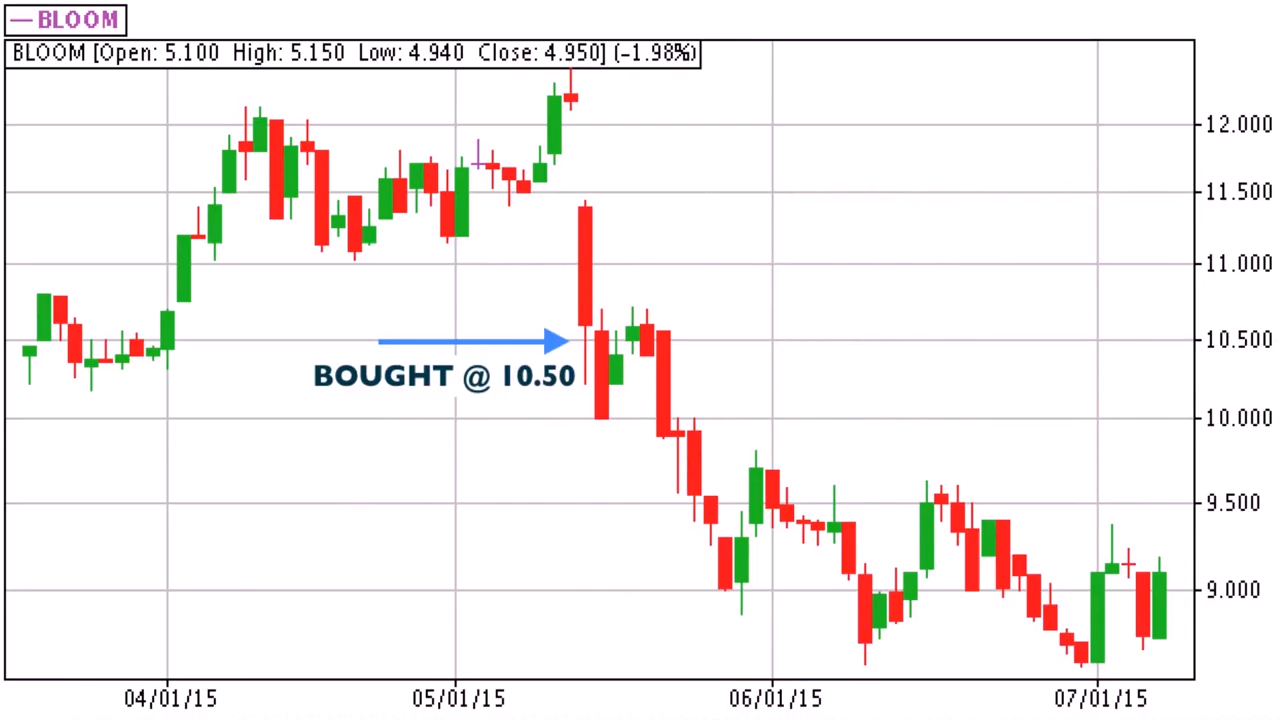 BLOOM
BLOOM [Open: 5.100 High: 5.150 Low: 4.940 Close: 4.950] (-1.98%)
12.000
11.500
11.000
10.500
BOUGHT @ 10.50
10.000
9.500
9.000
04/01/15 05/01/15 06/01/15 07/01/15